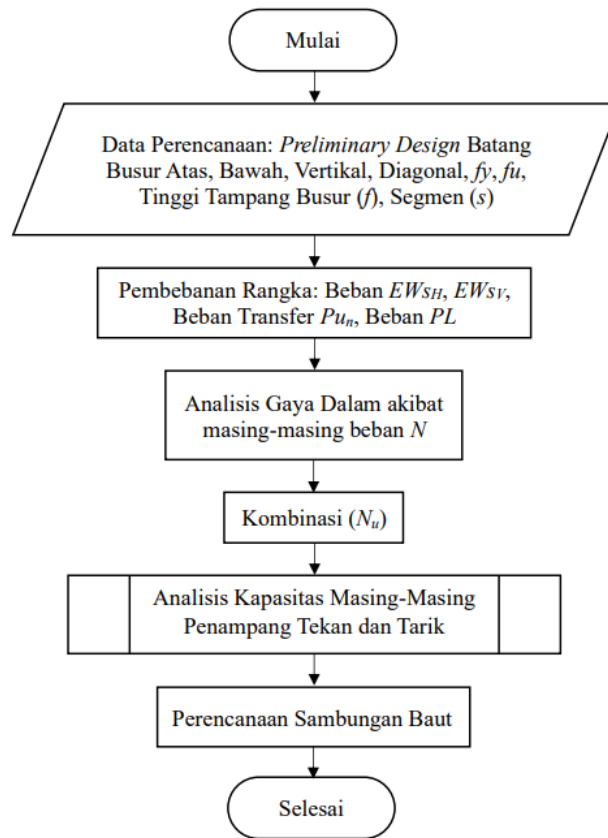 Mulai
Data Perencanaan: Preliminary Design Batang
Busur Atas, Bawah, Vertikal, Diagonal, fy, fu,
Tinggi Tampang Busur (f), Segmen (s)
Pembebanan Rangka: Beban EWSH, EWSV,
Beban Transfer Pun, Beban PL
Analisis Gaya Dalam akibat
masing-masing beban N
Kombinasi (Nu)
Analisis Kapasitas Masing-Masing
Penampang Tekan dan Tarik
Perencanaan Sambungan Baut
Selesai